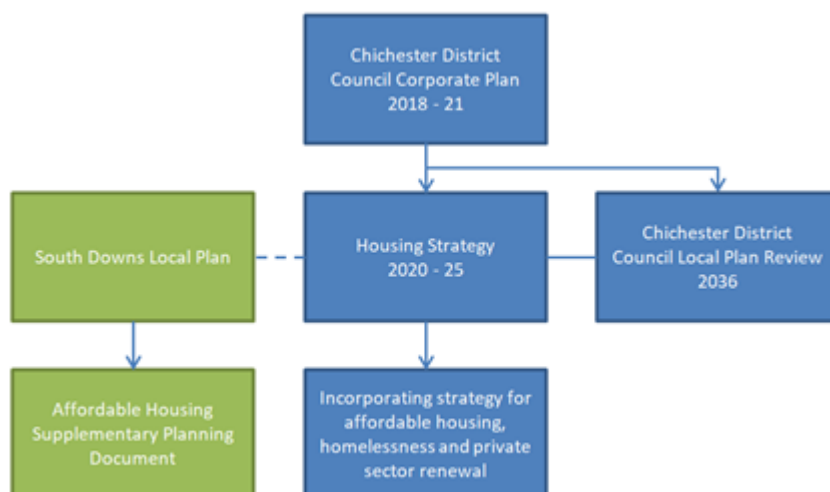 Chichester District
Council Corporate Plan
2018 - 21
South Downs Local Plan
Housing Strategy
2020 - 25
Chichester District
Council Local Plan Review
2036
Affordable Housing
Supplementary Planning
Document
Incorporating strategy for
affordable housing,
homelessness and private
sector renewal